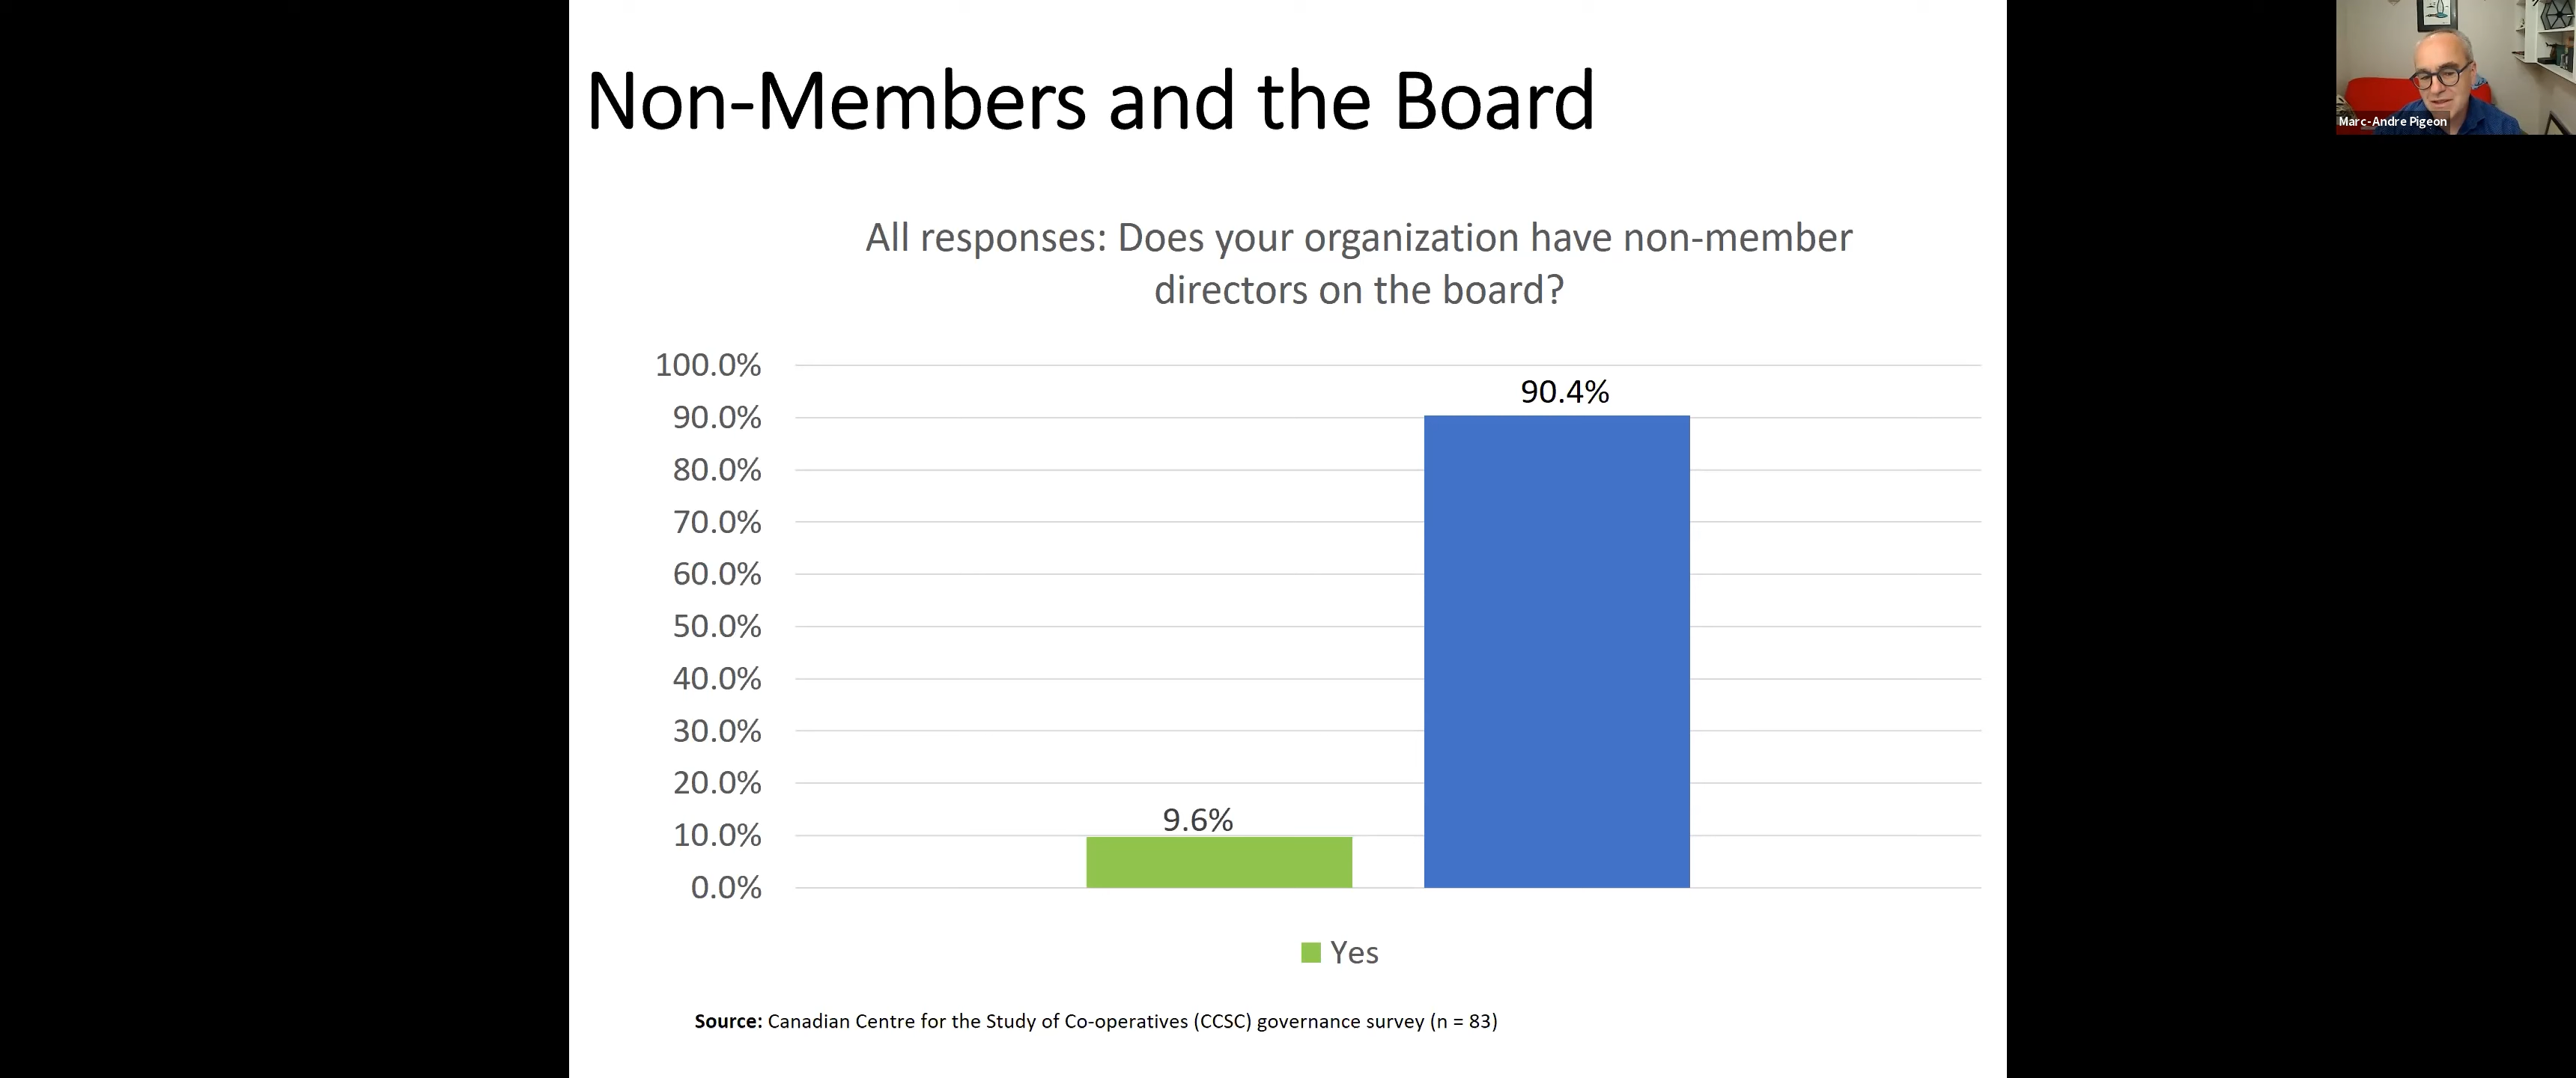 Non-Members and the Board
Marc-Andre Pigeon
All responses: Does your organization have non-member
directors on the board?
100.0%
90.0%
80.0%
70.0%
60.0%
50.0%
40.0%
30.0%
20.0%
10.0%
0.0%
9.6%
90.4%
Yes
Source: Canadian Centre for the Study of Co-operatives (CCSC) governance survey (n = 83)